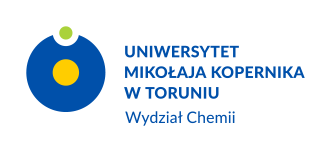 UNIWERSYTET
MIKOŁAJA KOPERNIKA
W TORUNIU
Wydział Chemii